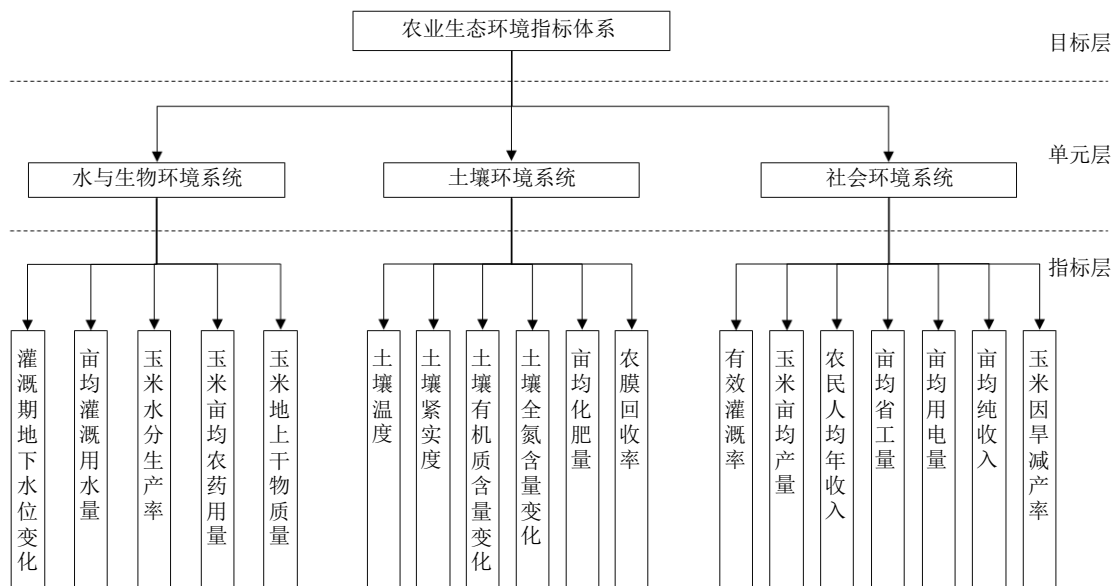 农业生态环境指标体系
目标层
单元层
水与生物环境系统
土壤环境系统
社会环境系统
指标层
灌溉期地下水位变化
亩均灌溉用水量
玉米水分生产率
玉米亩均农药用量
玉米地上干物质量
土壤温度
土壤紧实度
土壤有机质含量变化
土壤全氮含量变化
亩均化肥量
农膜回收率
有效灌溉率
玉米亩均产量
农民人均年收入
亩均省工量
亩均用电量
亩均纯收入
玉米因旱减产率